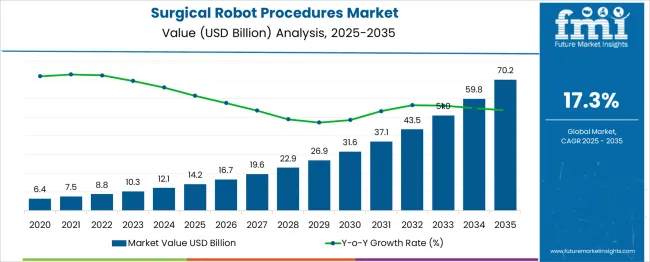 Surgical Robot Procedures Market
Value (USD Billion) Analysis, 2025-2035
6.4 7.5 8.8 10.3 12.1 14.2 16.7 19.6 22.9 26.9 31.6 37.1 43.5 59.8 70.2
2020 2021 2022 2023 2024 2025 2026 2027 2028 2029 2030 2031 2032 2033 2034 2035
Market Value USD Billion Y-o-Y Growth Rate (%)
fmi
Future Market Insights
17.3%
Global Market,
CAGR 2025 - 2035
www.futuremarketinsights.com